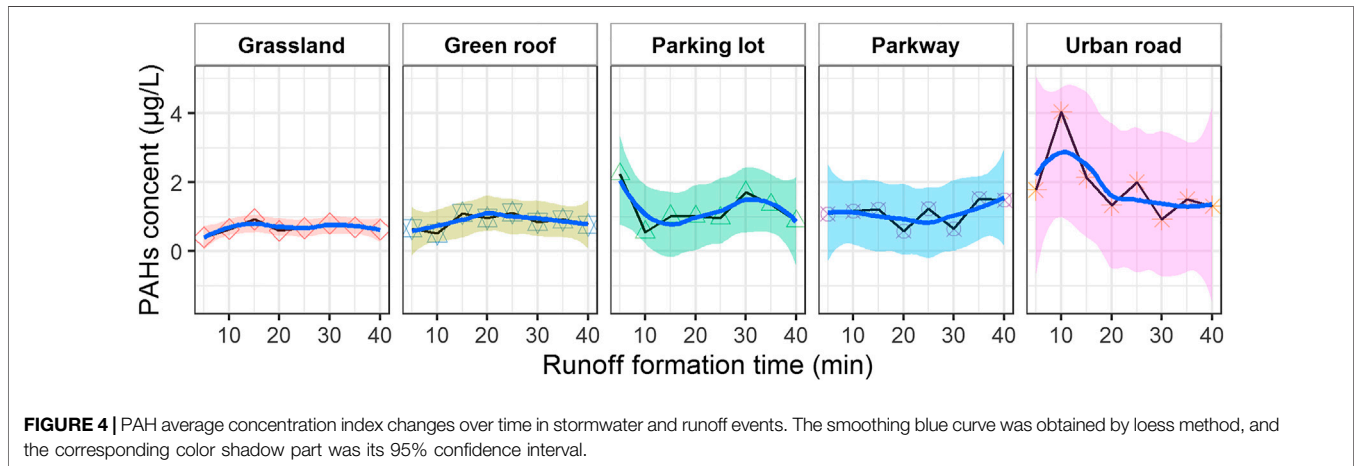 Grassland
Green roof
Parking lot
Parkway
Urban road
PAHs concent (µg/L)
4
2
0
10 20 30 40
10 20 30 40
10 20 30 40
10 20 30 40
10 20 30 40
Runoff formation time (min)
FIGURE 4 | PAH average concentration index changes over time in stormwater and runoff events. The smoothing blue curve was obtained by loess method, and
the corresponding color shadow part was its 95% confidence interval.